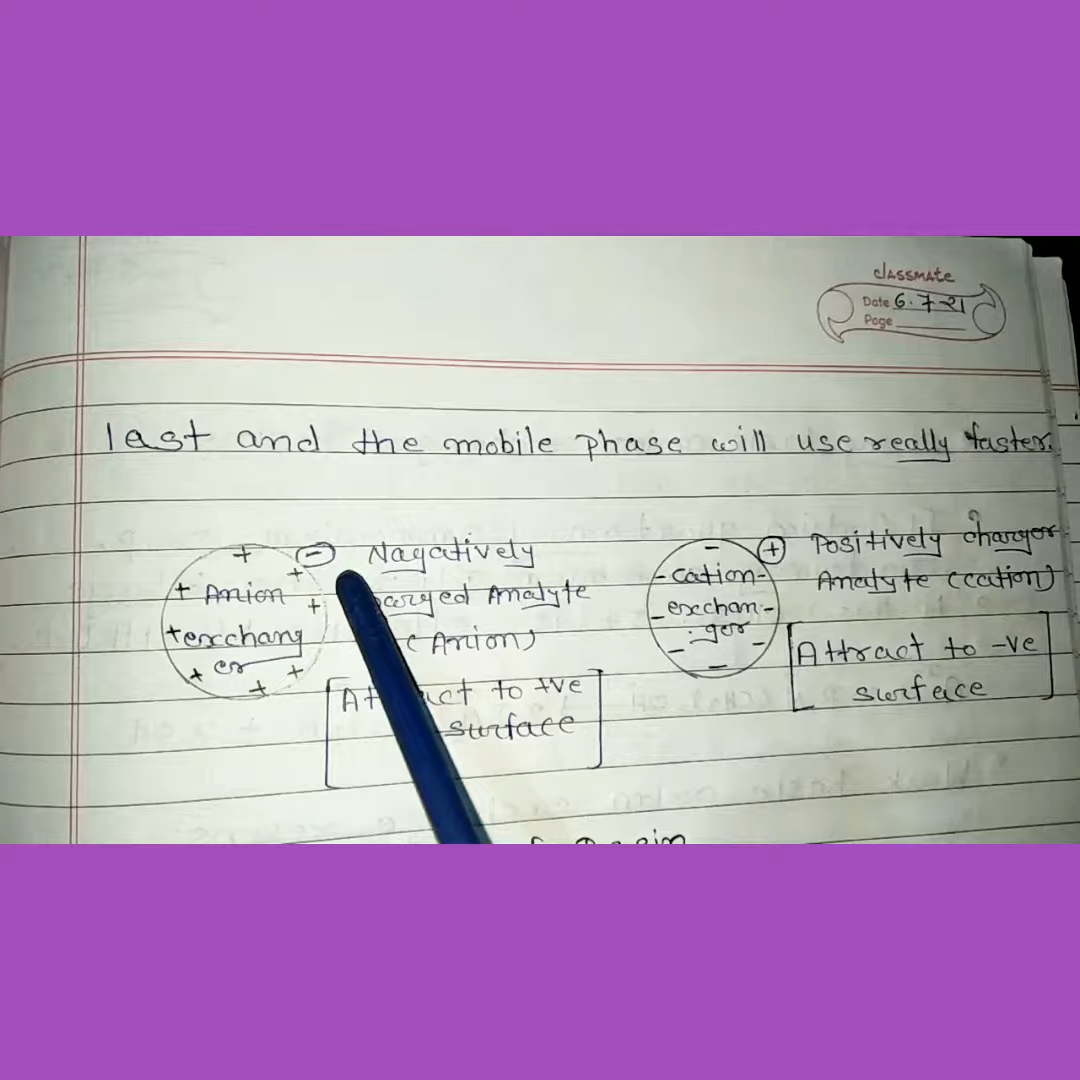 classmate
Date 6.7-21
Page
last and the mobile phase will use really faster.
+ - Nagatively
+ + Anion + charged Analyte
+ exchang (Anion)
+ er + +
[Attract to +ve
surface]
- + Positively charger
- cation - Analyte (cation)
- exchan -
- ger - [Attract to -ve
- surface]